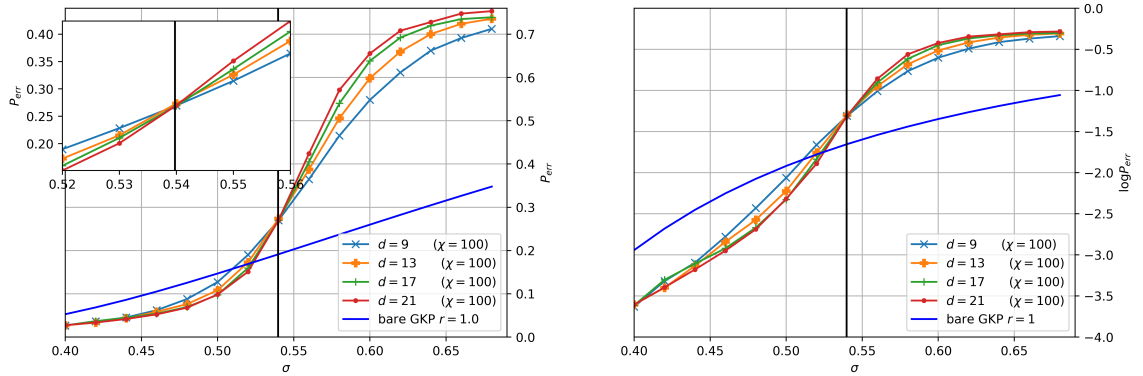 0.40
0.35
0.30
0.25
0.20
P_err
0.52 0.53 0.54 0.55 0.56
0.7
0.6
0.5
0.4
0.3
0.2
0.1
0.0
P_err
d = 9 (χ = 100)
d = 13 (χ = 100)
d = 17 (χ = 100)
d = 21 (χ = 100)
bare GKP r = 1.0
0.40 0.45 0.50 0.55 0.60 0.65
σ
0.0
−0.5
−1.0
−1.5
−2.0
−2.5
−3.0
−3.5
−4.0
logP_err
d = 9 (χ = 100)
d = 13 (χ = 100)
d = 17 (χ = 100)
d = 21 (χ = 100)
bare GKP r = 1
0.40 0.45 0.50 0.55 0.60 0.65
σ